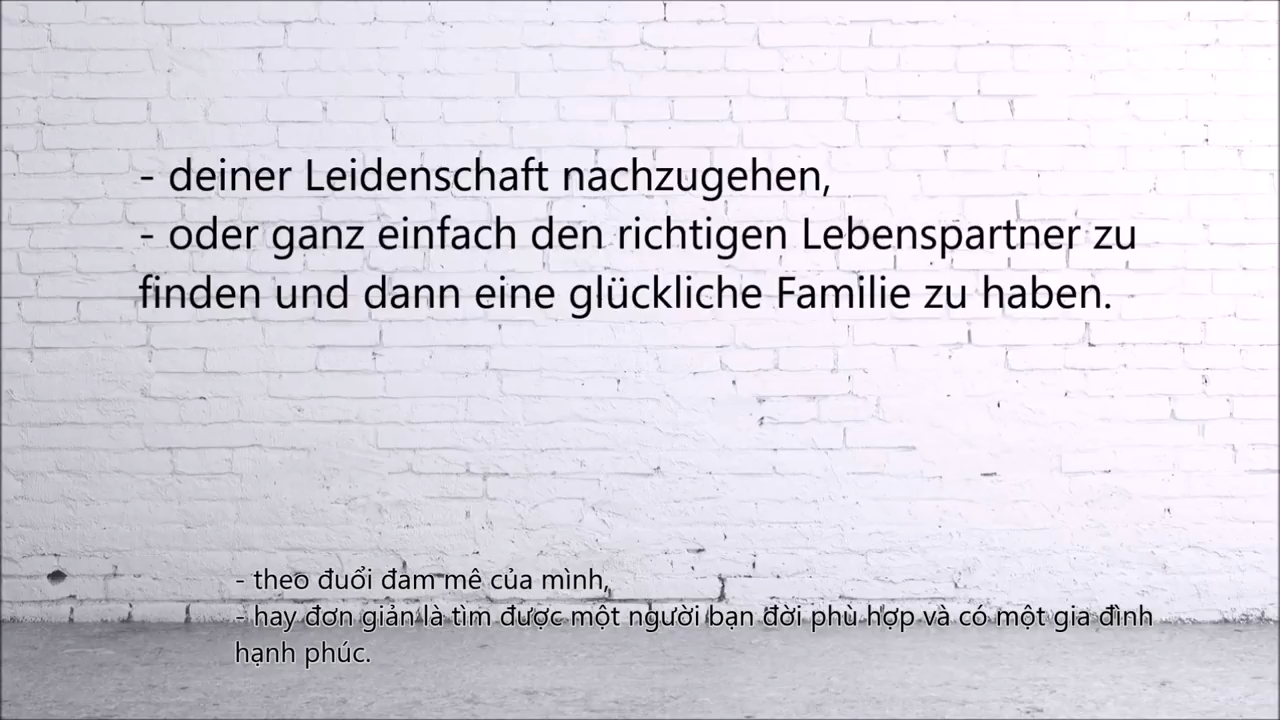 - deiner Leidenschaft nachzugehen,
- oder ganz einfach den richtigen Lebenspartner zu
finden und dann eine glückliche Familie zu haben.
- theo đuổi đam mê của mình,
- hay đơn giản là tìm được một người bạn đời phù hợp và có một gia đình
hạnh phúc.